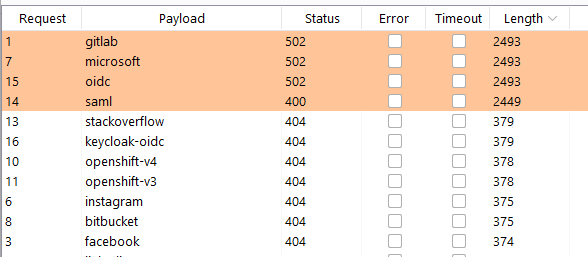 Request Payload Status Error Timeout Length
1 gitlab 502 2493
7 microsoft 502 2493
15 oidc 502 2493
14 saml 400 2449
13 stackoverflow 404 379
16 keycloak-oidc 404 379
10 openshift-v4 404 378
11 openshift-v3 404 378
6 instagram 404 375
8 bitbucket 404 375
3 facebook 404 374